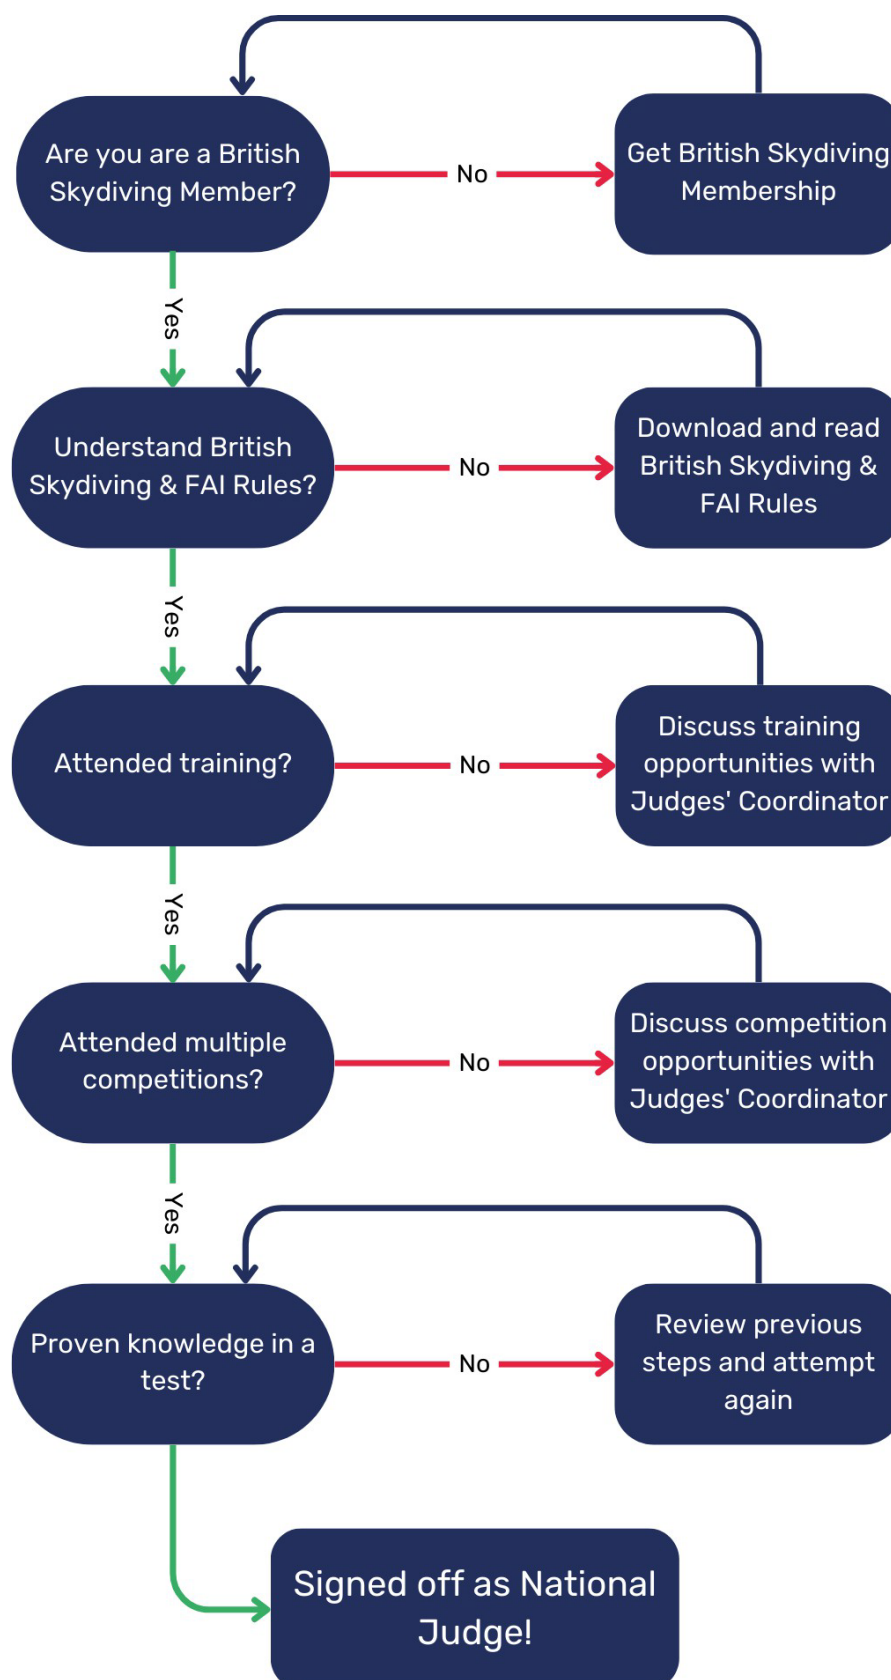 Are you are a British
Skydiving Member?
No
Get British Skydiving
Membership
Yes
Understand British
Skydiving & FAI Rules?
No
Download and read
British Skydiving &
FAI Rules
Yes
Attended training?
No
Discuss training
opportunities with
Judges' Coordinator
Yes
Attended multiple
competitions?
No
Discuss competition
opportunities with
Judges' Coordinator
Yes
Proven knowledge in a
test?
No
Review previous
steps and attempt
again
Signed off as National
Judge!